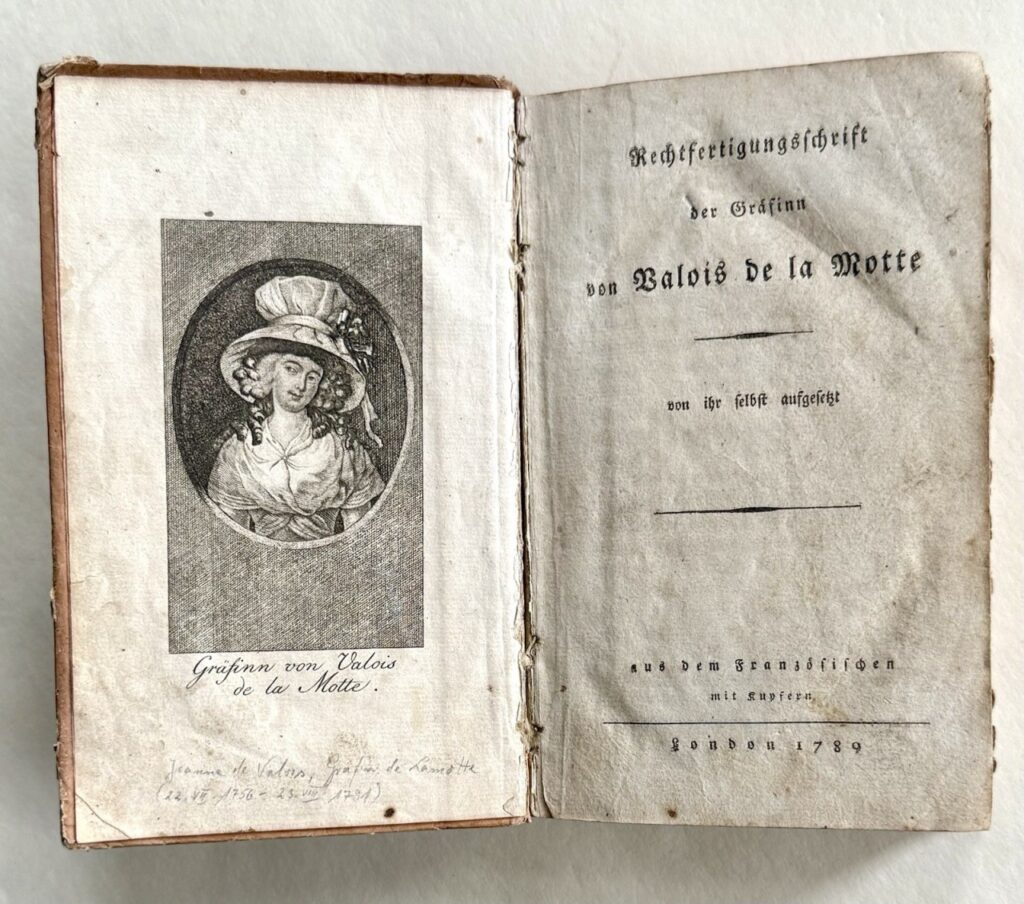 Gräfinn von Valois
de la Motte.
Jeanne de Valois, Gräfin de Lamotte
(22. VII. 1756 - 23. VIII. 1791)
Rechtfertigungsſchrift
der Gräfinn
von Valois de la Motte
von ihr ſelbſt aufgeſetzt
aus dem Franzöſiſchen
mit Kupfern
London 1789